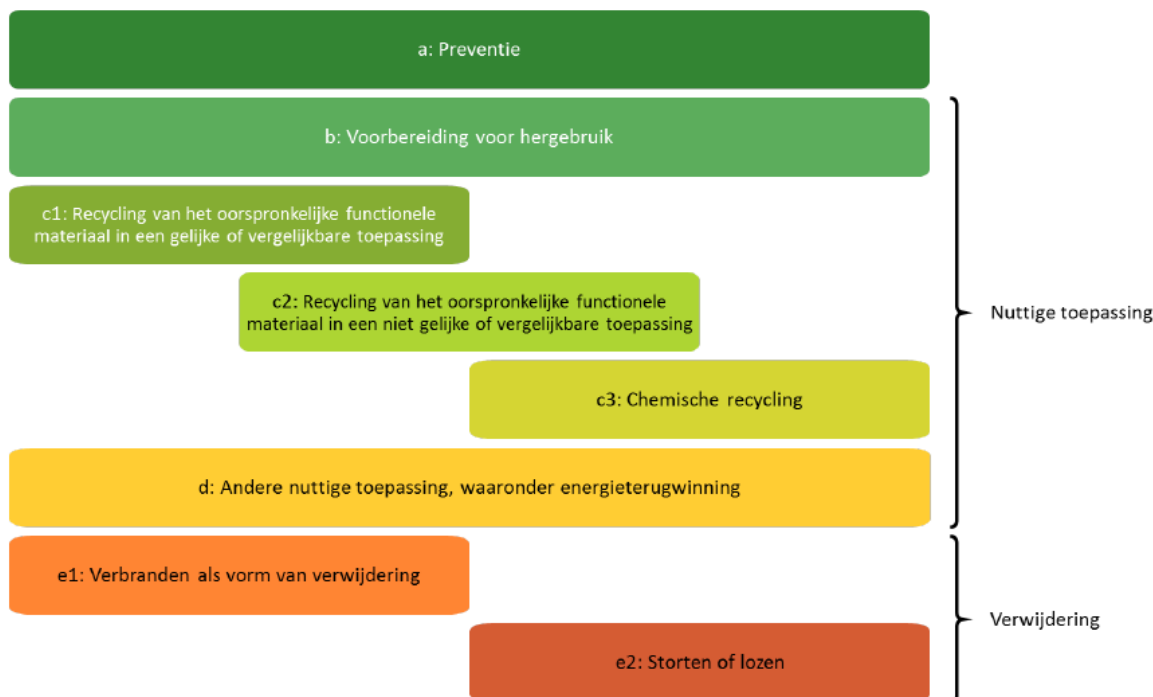 a: Preventie
b: Voorbereiding voor hergebruik
c1: Recycling van het oorspronkelijke functionele
materiaal in een gelijke of vergelijkbare toepassing
c2: Recycling van het oorspronkelijke functionele
materiaal in een niet gelijke of vergelijkbare toepassing
Nuttige toepassing
c3: Chemische recycling
d: Andere nuttige toepassing, waaronder energieterugwinning
e1: Verbranden als vorm van verwijdering
Verwijdering
e2: Storten of lozen